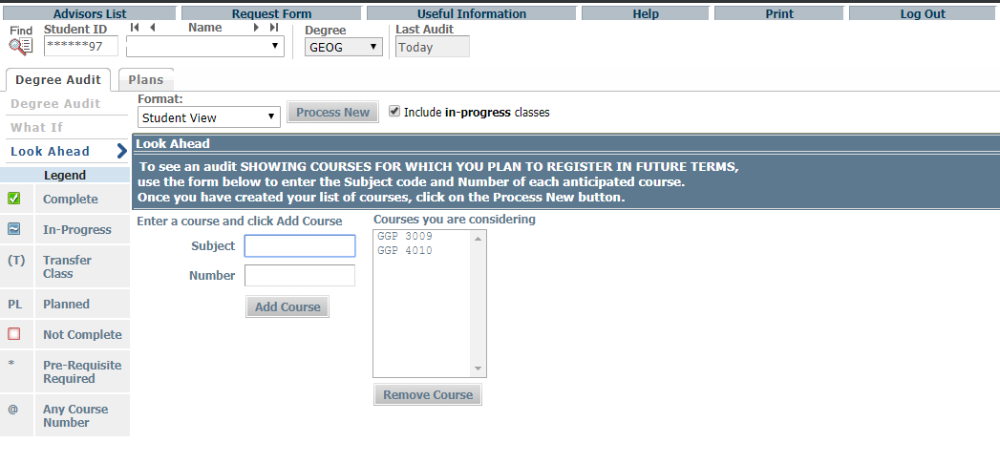 Advisors List Request Form Useful Information Help Print Log Out
Find Student ID Name Degree Last Audit
******97 GEOG Today
Degree Audit Plans
Degree Audit
What If
Look Ahead
Legend
Complete
In-Progress
(T) Transfer
Class
PL Planned
Not Complete
* Pre-Requisite
Required
@ Any Course
Number
Format:
Student View Process New Include in-progress classes
Look Ahead
To see an audit SHOWING COURSES FOR WHICH YOU PLAN TO REGISTER IN FUTURE TERMS,
use the form below to enter the Subject code and Number of each anticipated course.
Once you have created your list of courses, click on the Process New button.
Enter a course and click Add Course
Subject
Number
Add Course
Courses you are considering
GGP 3009
GGP 4010
Remove Course